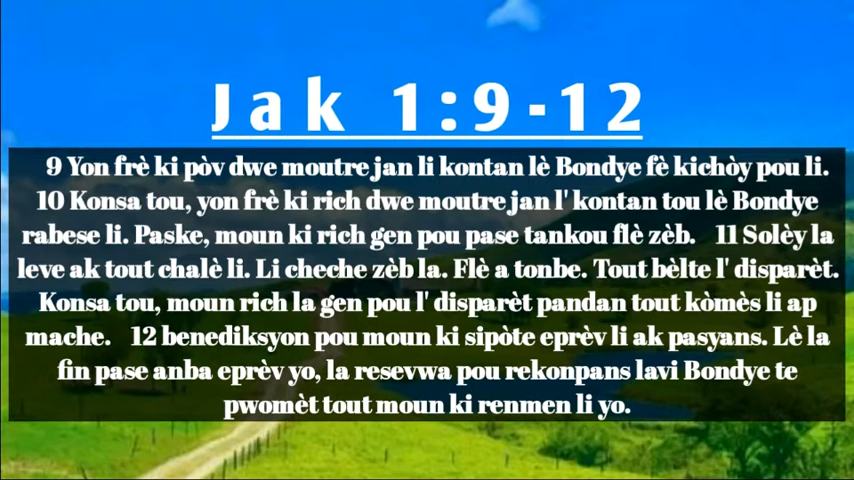 Jak 1:9-12
9 Yon frè ki pòv dwe moutre jan li kontan lè Bondye fè kichòy pou li.
10 Konsa tou, yon frè ki rich dwe moutre jan l' kontan tou lè Bondye
rabese li. Paske, moun ki rich gen pou pase tankou flè zèb. 11 Solèy la
leve ak tout chalè li. Li cheche zèb la. Flè a tonbe. Tout bèlte l' disparèt.
Konsa tou, moun rich la gen pou l' disparèt pandan tout kòmès li ap
mache. 12 benediksyon pou moun ki sipòte eprèv li ak pasyans. Lè la
fin pase anba eprèv yo, la resevwa pou rekonpans lavi Bondye te
pwomèt tout moun ki renmen li yo.